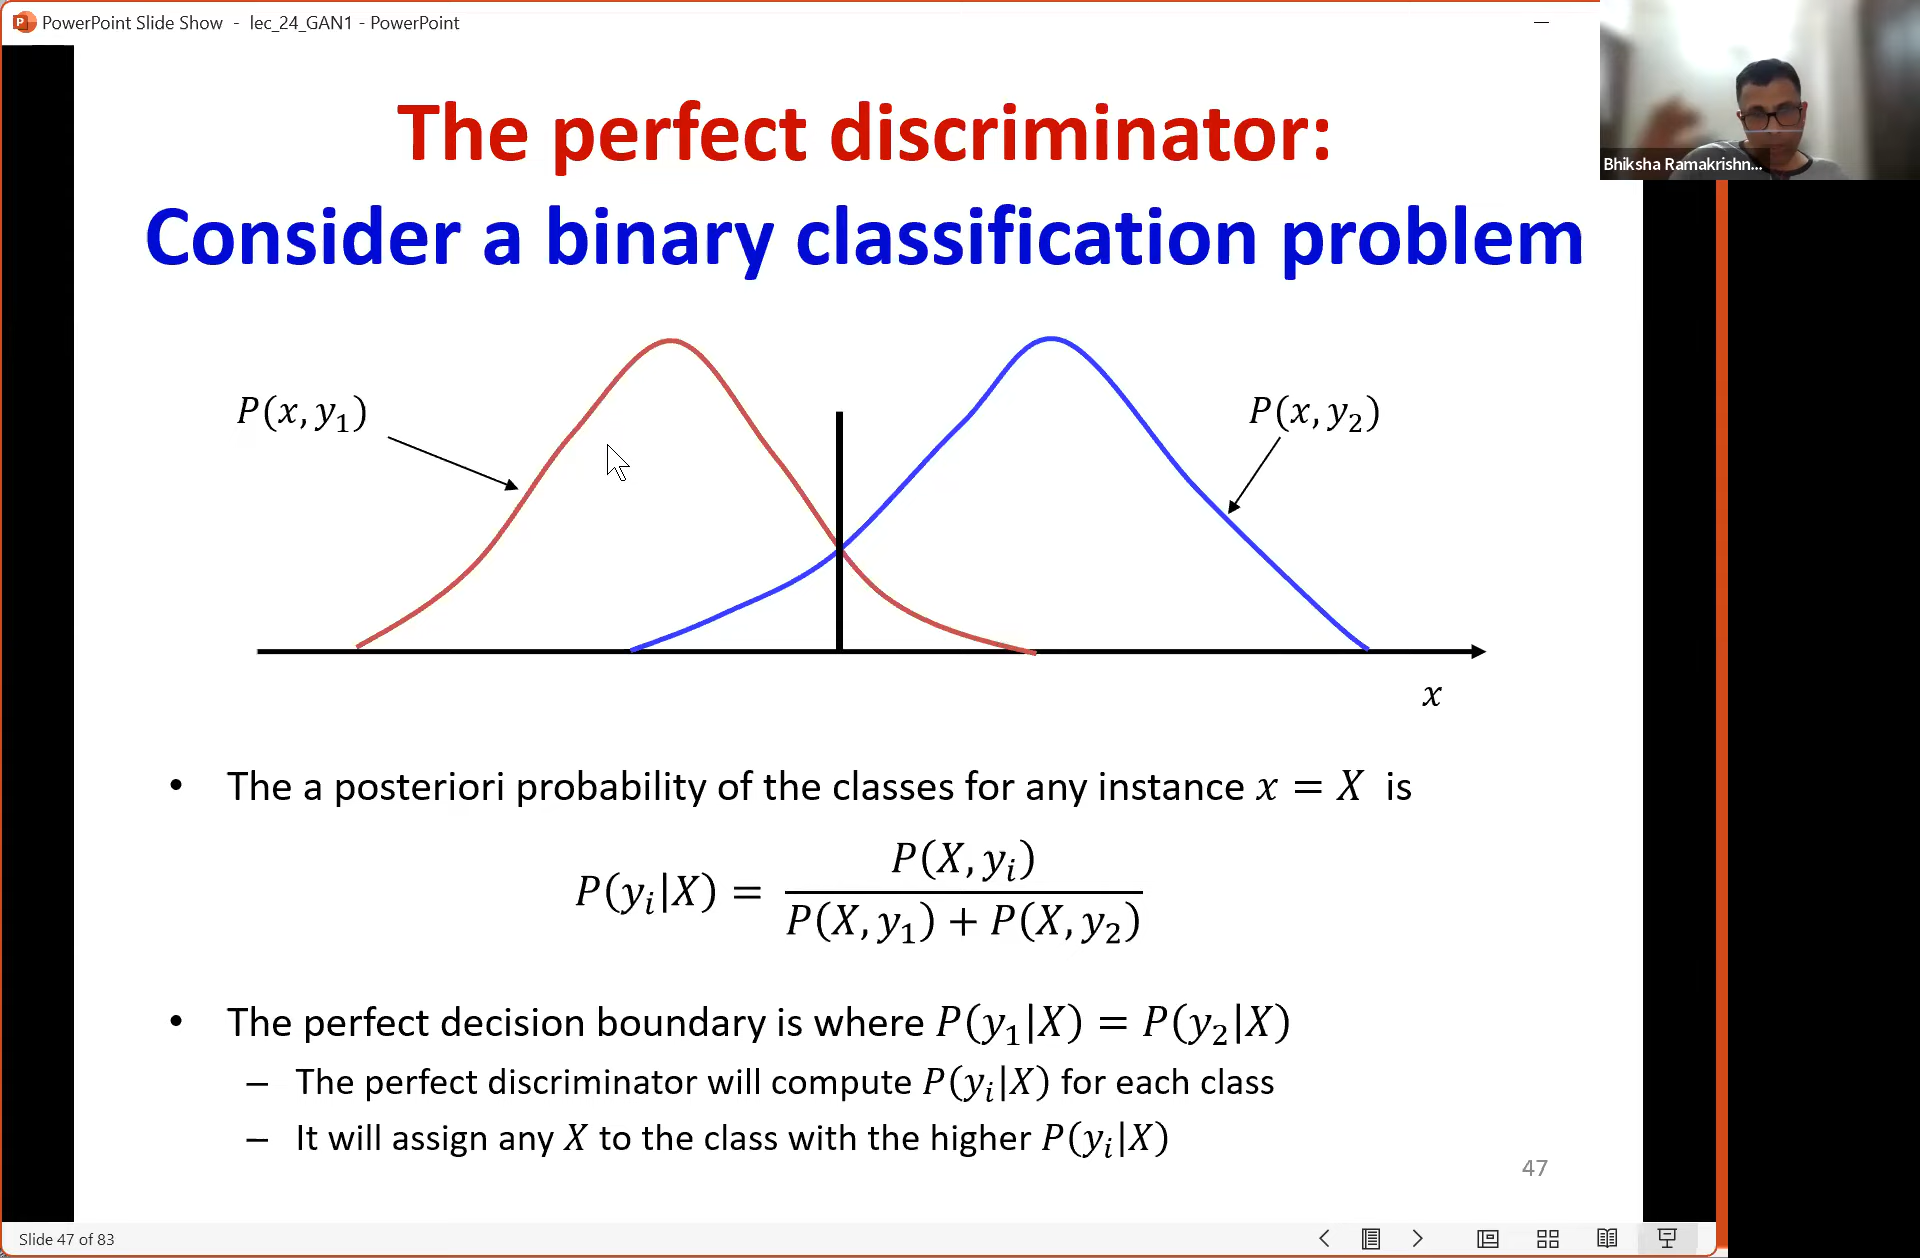 PowerPoint Slide Show - lec_24_GAN1 - PowerPoint
Bhiksha Ramakrishn...
The perfect discriminator:
Consider a binary classification problem
P(x, y₁)
P(x, y₂)
x
• The a posteriori probability of the classes for any instance x = X is
P(yᵢ|X) = P(X, yᵢ) / P(X, y₁) + P(X, y₂)
• The perfect decision boundary is where P(y₁|X) = P(y₂|X)
– The perfect discriminator will compute P(yᵢ|X) for each class
– It will assign any X to the class with the higher P(yᵢ|X)
47
Slide 47 of 83